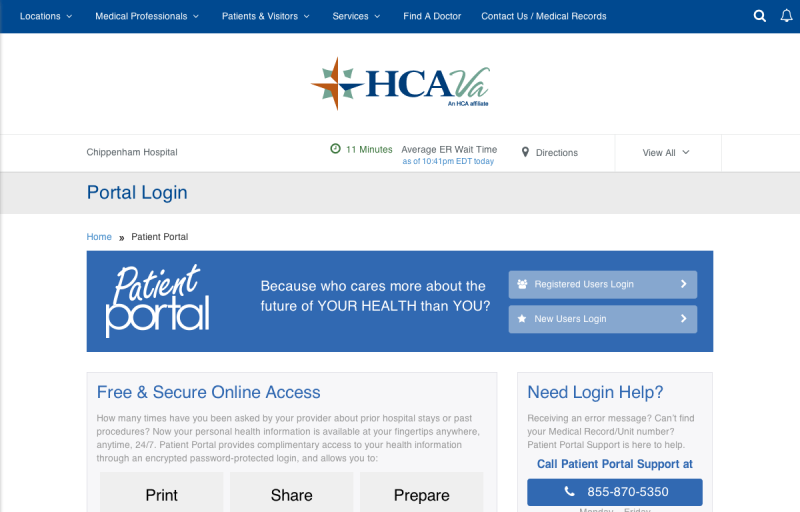 Locations Medical Professionals Patients & Visitors Services Find A Doctor Contact Us / Medical Records
HCAVa
An HCA affiliate
Chippenham Hospital 11 Minutes Average ER Wait Time Directions View All
as of 10:41pm EDT today
Portal Login
Home » Patient Portal
Patient
portal
Because who cares more about the
future of YOUR HEALTH than YOU?
Registered Users Login
New Users Login
Free & Secure Online Access
How many times have you been asked by your provider about prior hospital stays or past
procedures? Now your personal health information is available at your fingertips anywhere,
anytime, 24/7. Patient Portal provides complimentary access to your health information
through an encrypted password-protected login, and allows you to:
Print Share Prepare
Need Login Help?
Receiving an error message? Can't find
your Medical Record/Unit number?
Patient Portal Support is here to help.
Call Patient Portal Support at
855-870-5350
Monday - Friday